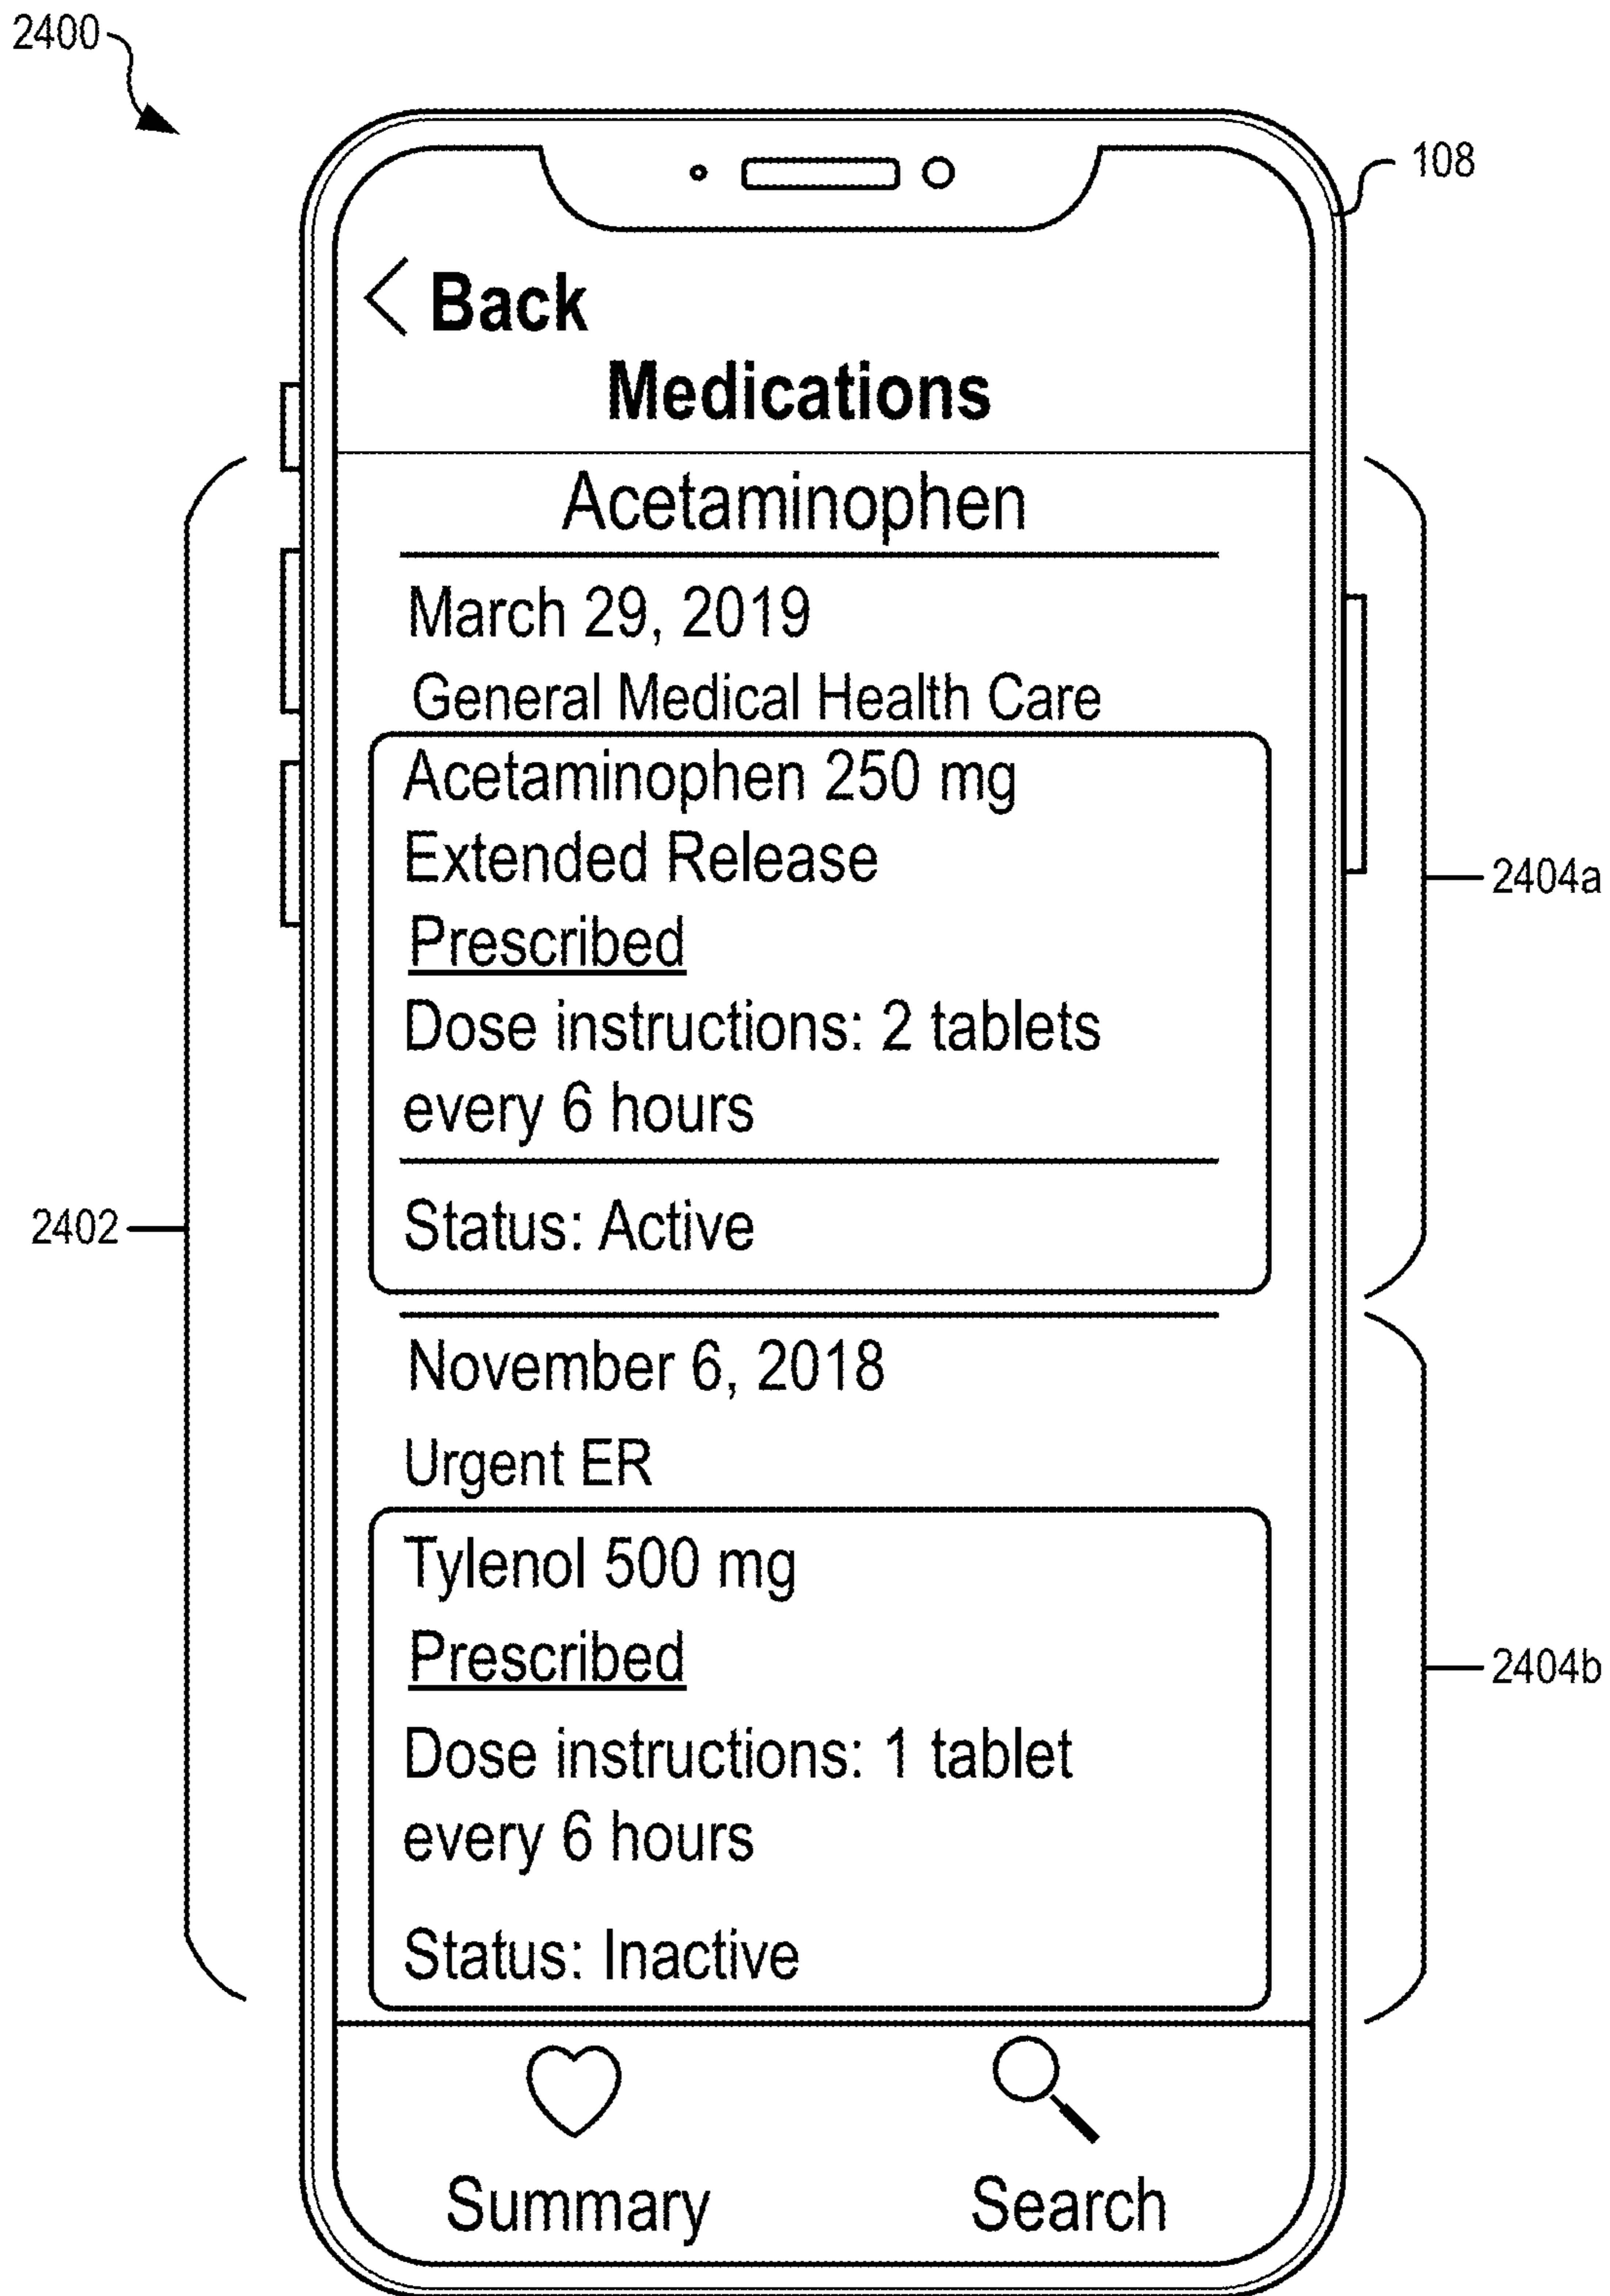 2400
108
Back
Medications
Acetaminophen
March 29, 2019
General Medical Health Care
Acetaminophen 250 mg
Extended Release
Prescribed
Dose instructions: 2 tablets
every 6 hours
2404a
2402
Status: Active
November 6, 2018
Urgent ER
Tylenol 500 mg
Prescribed
2404b
Dose instructions: 1 tablet
every 6 hours
Status: Inactive
Summary
Search